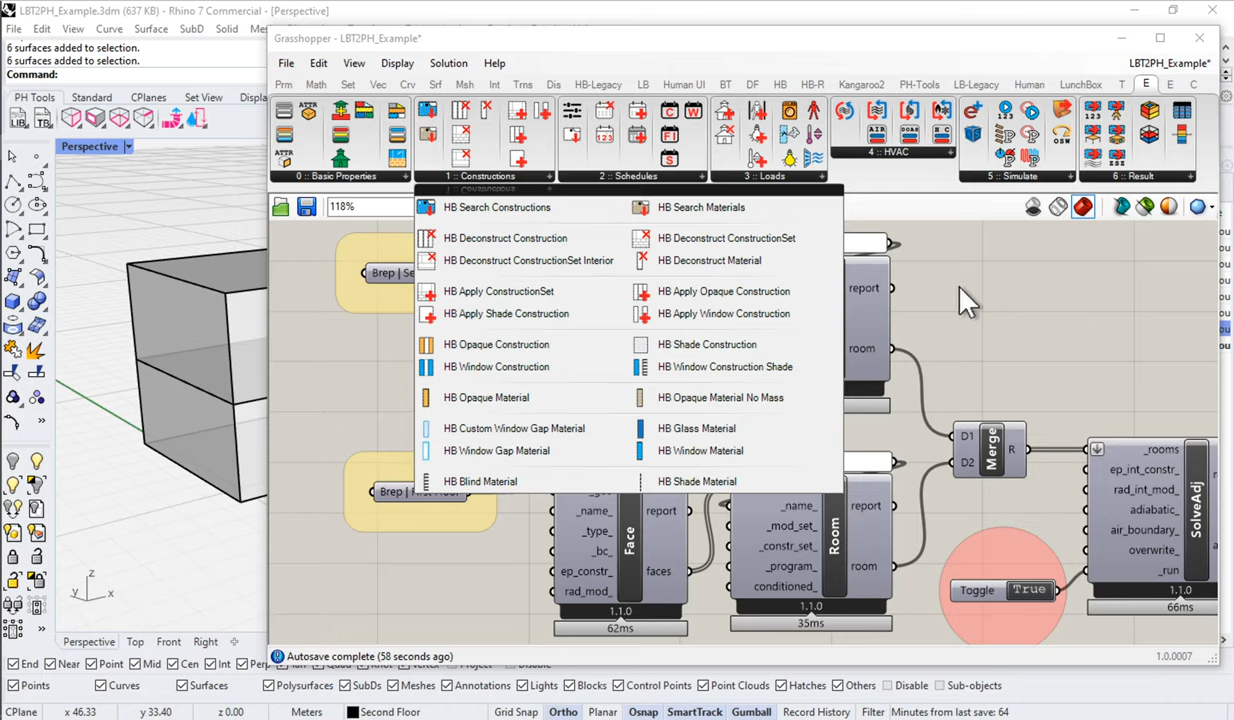 LBT2PH_Example.3dm (637 KB) - Rhino 7 Commercial - [Perspective]
File Edit View Curve Surface SubD Solid
6 surfaces added to selection.
6 surfaces added to selection.
Command:
PH Tools Standard CPlanes Set View
LIB TB
Perspective
Grasshopper - LBT2PH_Example*
File Edit View Display Solution Help
LBT2PH_Example*
Prm Math Set Vec Crv Srf Msh Int Trns Dis HB-Legacy LB Human UI BT DF HB HB-R Kangaroo2 PH-Tools LB-Legacy Human LunchBox T E E C
0 :: Basic Properties
1 :: Constructions
2 :: Schedules
3 :: Loads
4 :: HVAC
5 :: Simulate
6 :: Result
118%
HB Search Constructions
HB Search Materials
HB Deconstruct Construction
HB Deconstruct ConstructionSet
HB Deconstruct ConstructionSet Interior
HB Deconstruct Material
HB Apply ConstructionSet
HB Apply Opaque Construction
HB Apply Shade Construction
HB Apply Window Construction
HB Opaque Construction
HB Shade Construction
HB Window Construction
HB Window Construction Shade
HB Opaque Material
HB Opaque Material No Mass
HB Custom Window Gap Material
HB Glass Material
HB Window Gap Material
HB Window Material
HB Blind Material
HB Shade Material
Brep | Se
report
room
Brep | First Floor
_name_
_type_
_bc_
ep_constr_
rad_mod_
Face
report
faces
1.1.0
62ms
_name_
_mod_set_
_constr_set_
_program_
conditioned_
Room
report
room
1.1.0
35ms
D1
D2
Merge
R
_rooms
ep_int_constr_
rad_int_mod_
adiabatic_
air_boundary_
overwrite_
_run
SolveAdj
1.1.0
66ms
Toggle True
z
y x
Autosave complete (58 seconds ago)
1.0.0007
Perspective Top Front Right
End Near Point Mid Cen Int Perp Tan Quad Knot Vertex Project Disable
Points Curves Surfaces Polysurfaces SubDs Meshes Annotations Lights Blocks Control Points Point Clouds Hatches Others Disable Sub-objects
CPlane x 46.33 y 33.40 z 0.00 Meters Second Floor Grid Snap Ortho Planar Osnap SmartTrack Gumball Record History Filter Minutes from last save: 64